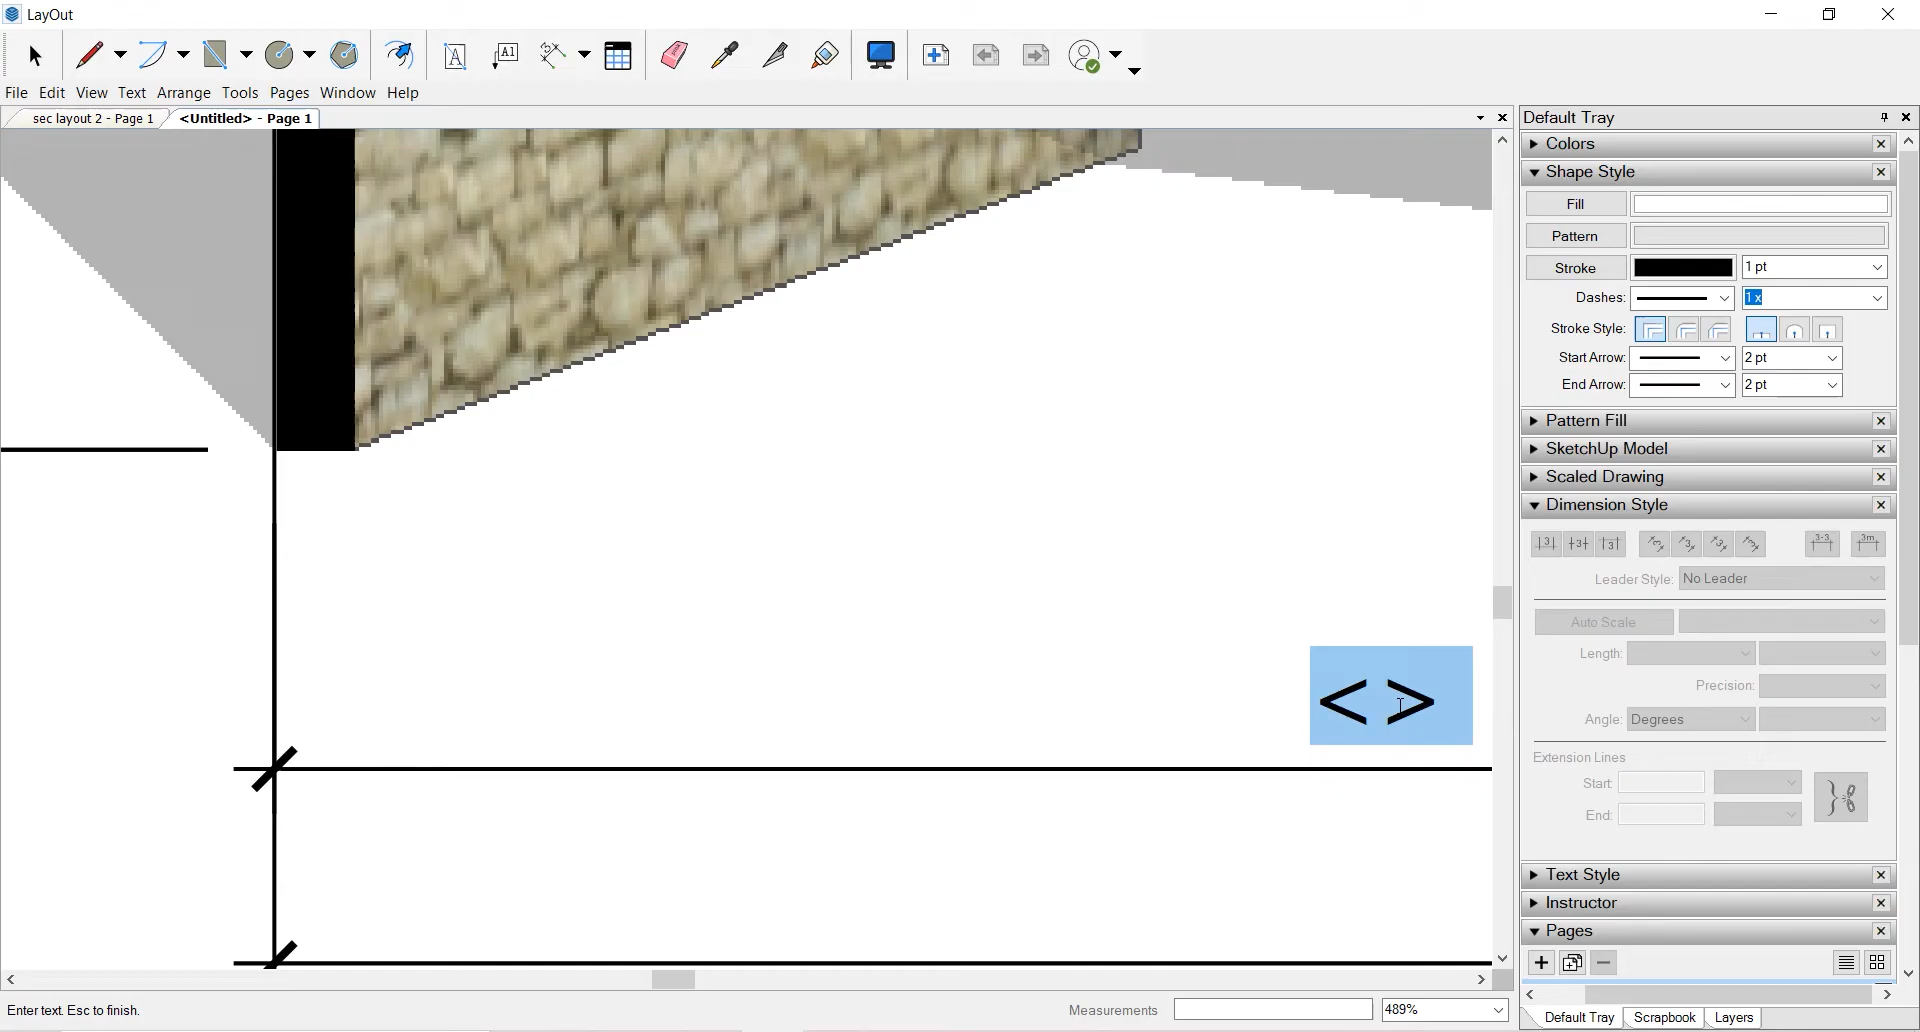 LayOut
File Edit View Text Arrange Tools Pages Window Help
sec layout 2 - Page 1
<Untitled> - Page 1
< >
Enter text. Esc to finish.
Measurements
489%
Default Tray
Colors
Shape Style
Fill
Pattern
Stroke 1 pt
Dashes: 1 x
Stroke Style:
Start Arrow: 2 pt
End Arrow: 2 pt
Pattern Fill
SketchUp Model
Scaled Drawing
Dimension Style
Leader Style: No Leader
Auto Scale
Length:
Precision:
Angle: Degrees
Extension Lines
Start:
End:
Text Style
Instructor
Pages
Default Tray Scrapbook Layers